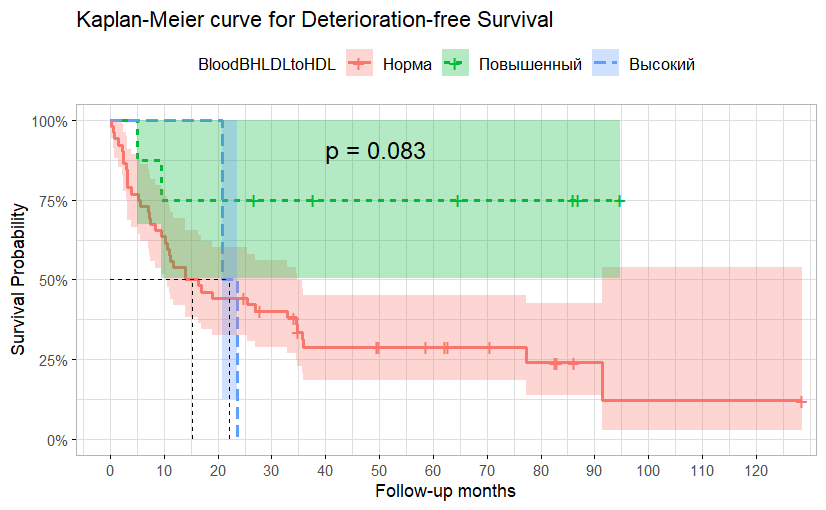 Kaplan-Meier curve for Deterioration-free Survival
BloodBHLDLtoHDL Норма Повышенный Высокий
p = 0.083
100%
75%
50%
25%
0%
Survival Probability
0 10 20 30 40 50 60 70 80 90 100 110 120
Follow-up months